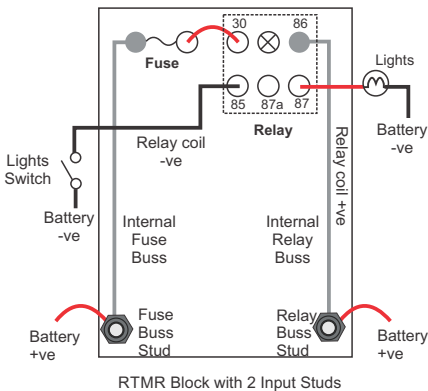 30
86
Fuse
Lights
85
87a
87
Relay
Relay coil
-ve
Relay coil +ve
Battery
-ve
Lights
Switch
Battery
-ve
Internal
Fuse
Buss
Internal
Relay
Buss
Fuse
Buss
Stud
Relay
Buss
Stud
Battery
+ve
Battery
+ve
RTMR Block with 2 Input Studs